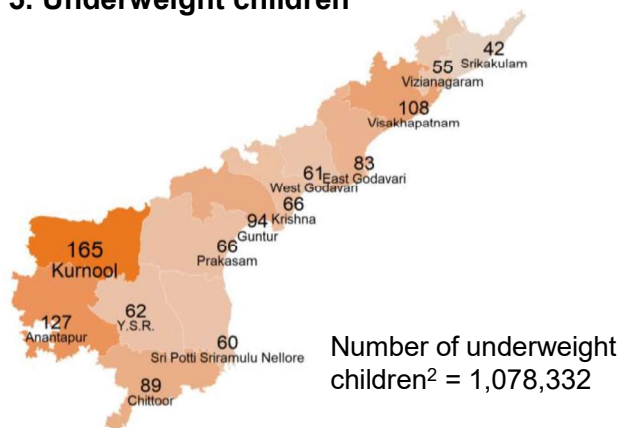 3. Underweight children
42
Srikakulam
55
Vizianagaram
108
Visakhapatnam
83
East Godavari
61
West Godavari
66
Krishna
94
Guntur
66
Prakasam
165
Kurnool
62
Y.S.R.
127
Anantapur
60
Sri Potti Sriramulu Nellore
89
Chittoor
Number of underweight
children² = 1,078,332